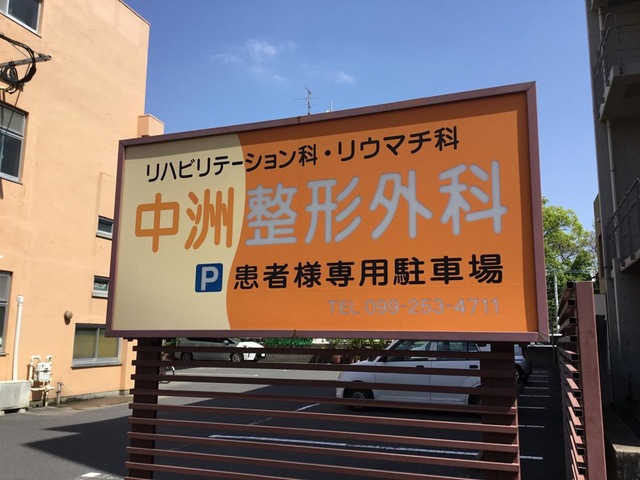 リハビリテーション科・リウマチ科
中洲整形外科
P 患者様専用駐車場
TEL 099-253-4711